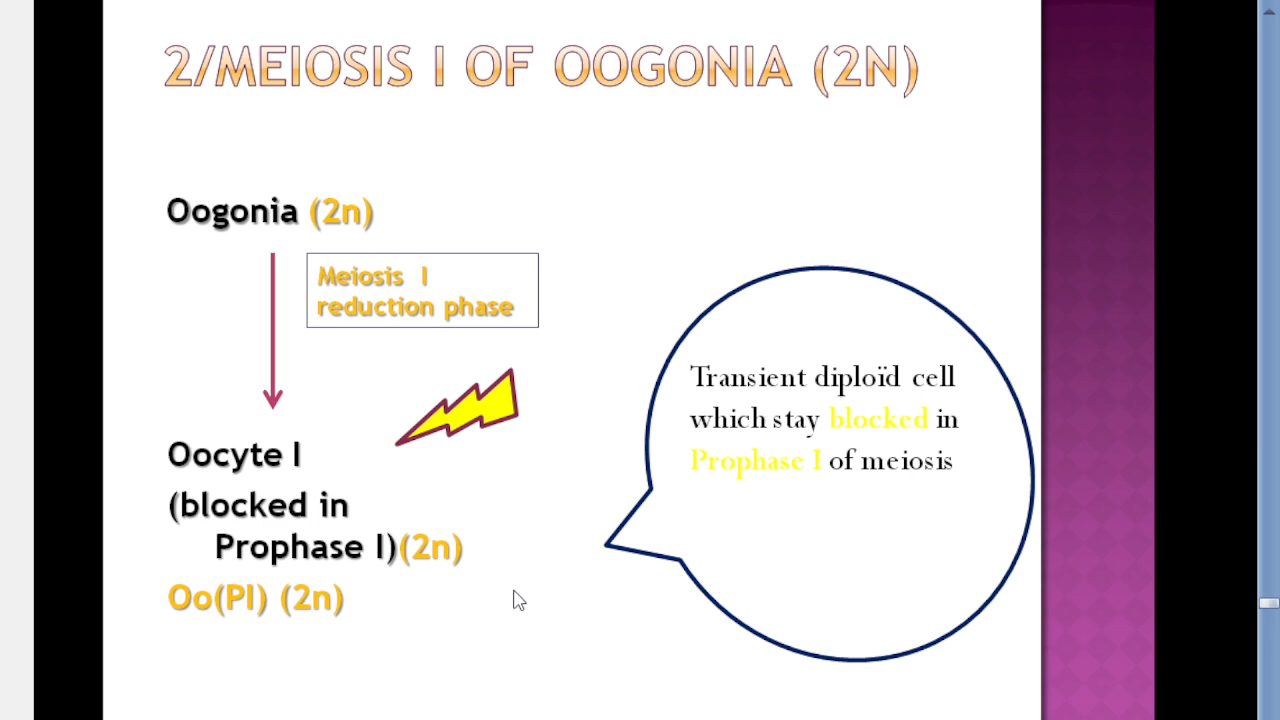 2/MEIOSIS I OF OOGONIA (2N)
Oogonia (2n)
Meiosis I
reduction phase
Transient diploïd cell
which stay blocked in
Prophase I of meiosis
Oocyte I
(blocked in
Prophase I)(2n)
Oo(PI) (2n)